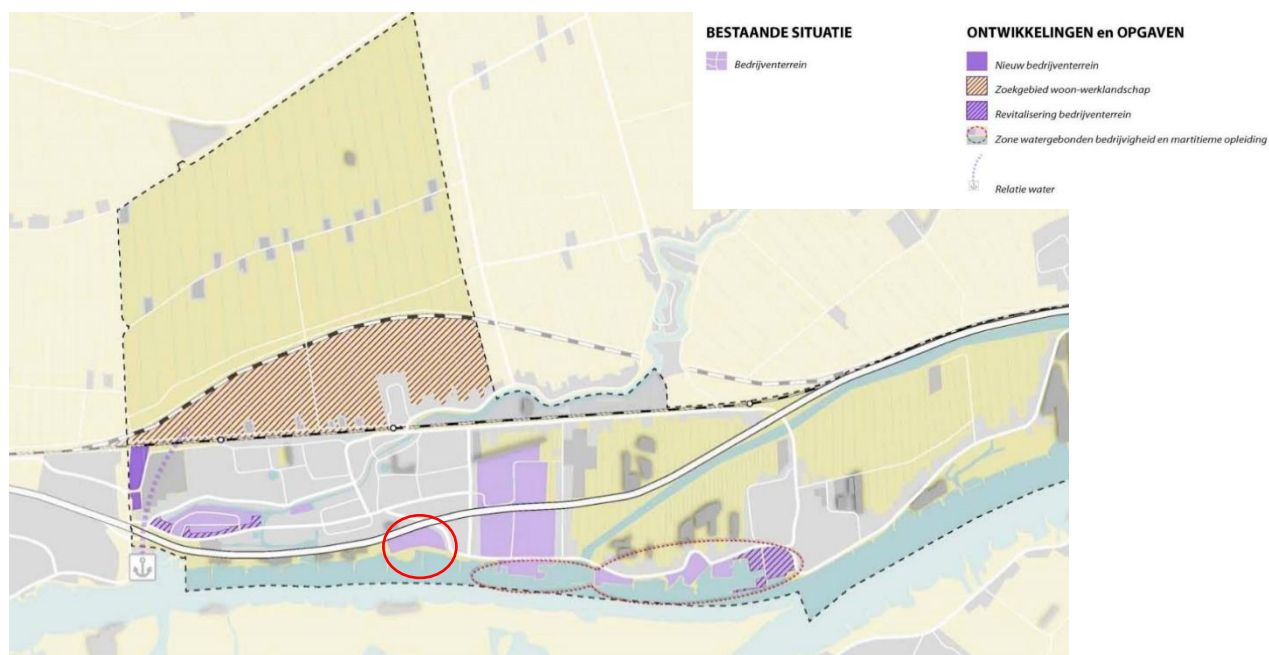 BESTAANDE SITUATIE
Bedrijventerrein
ONTWIKKELINGEN en OPGAVEN
Nieuw bedrijventerrein
Zoekgebied woon-werklandschap
Revitalisering bedrijventerrein
Zone watergebonden bedrijvigheid en martitieme opleiding
Relatie water